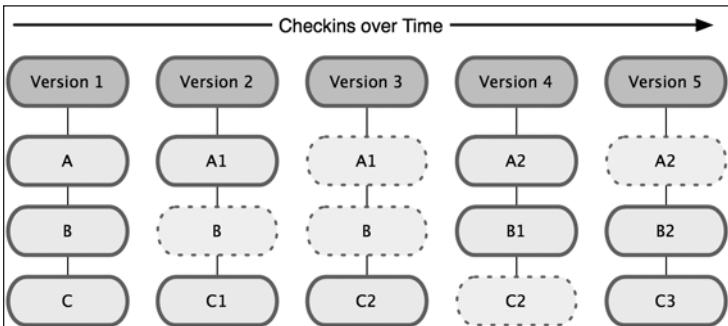 Checkins over Time
Version 1 Version 2 Version 3 Version 4 Version 5
A A1 A1 A2 A2
B B B B1 B2
C C1 C2 C2 C3